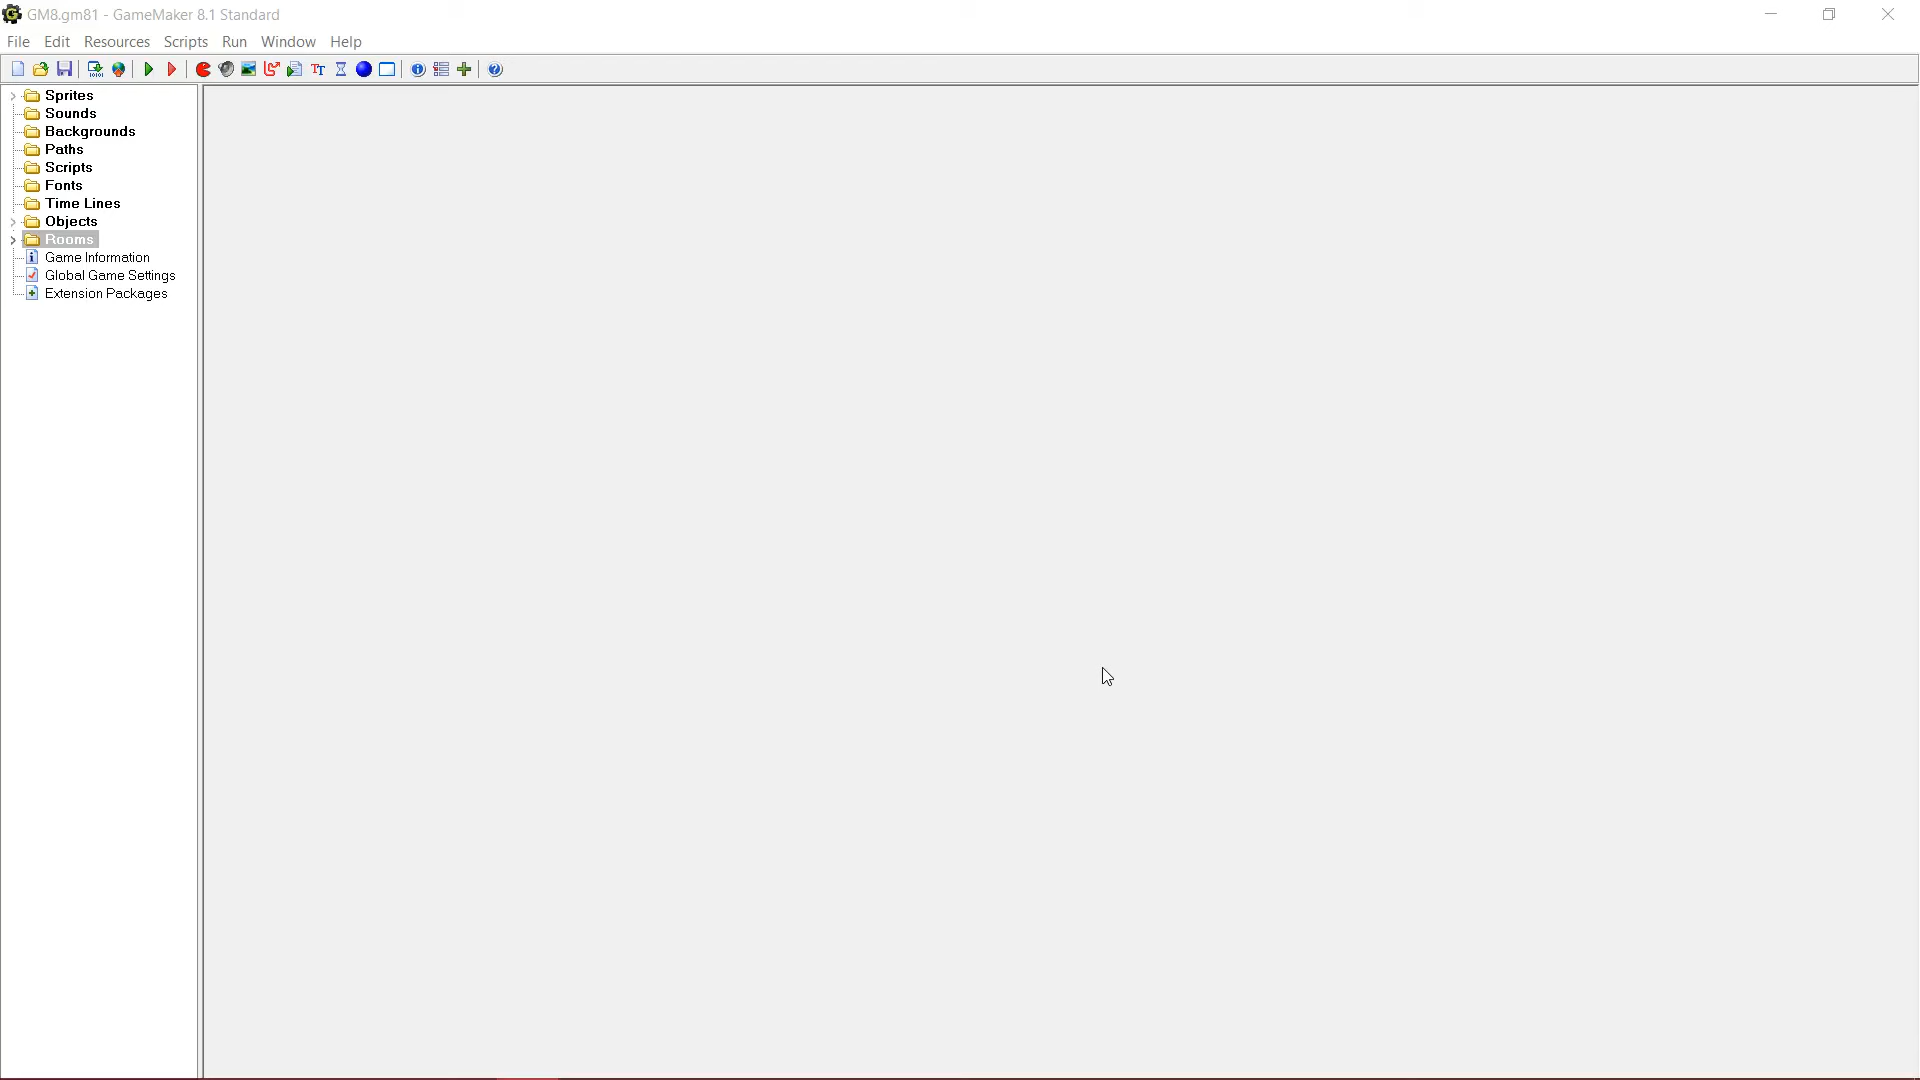 GM8.gm81 - GameMaker 8.1 Standard
File Edit Resources Scripts Run Window Help
Sprites
Sounds
Backgrounds
Paths
Scripts
Fonts
Time Lines
Objects
Rooms
Game Information
Global Game Settings
Extension Packages